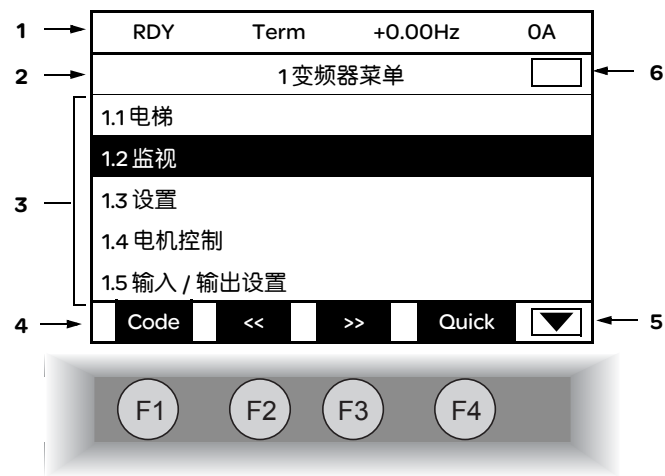 1 RDY Term +0.00Hz 0A
2 1 变频器菜单 6
1.1 电梯
1.2 监视
3 1.3 设置
1.4 电机控制
1.5 输入 / 输出设置
4 Code << >> Quick 5
F1 F2 F3 F4